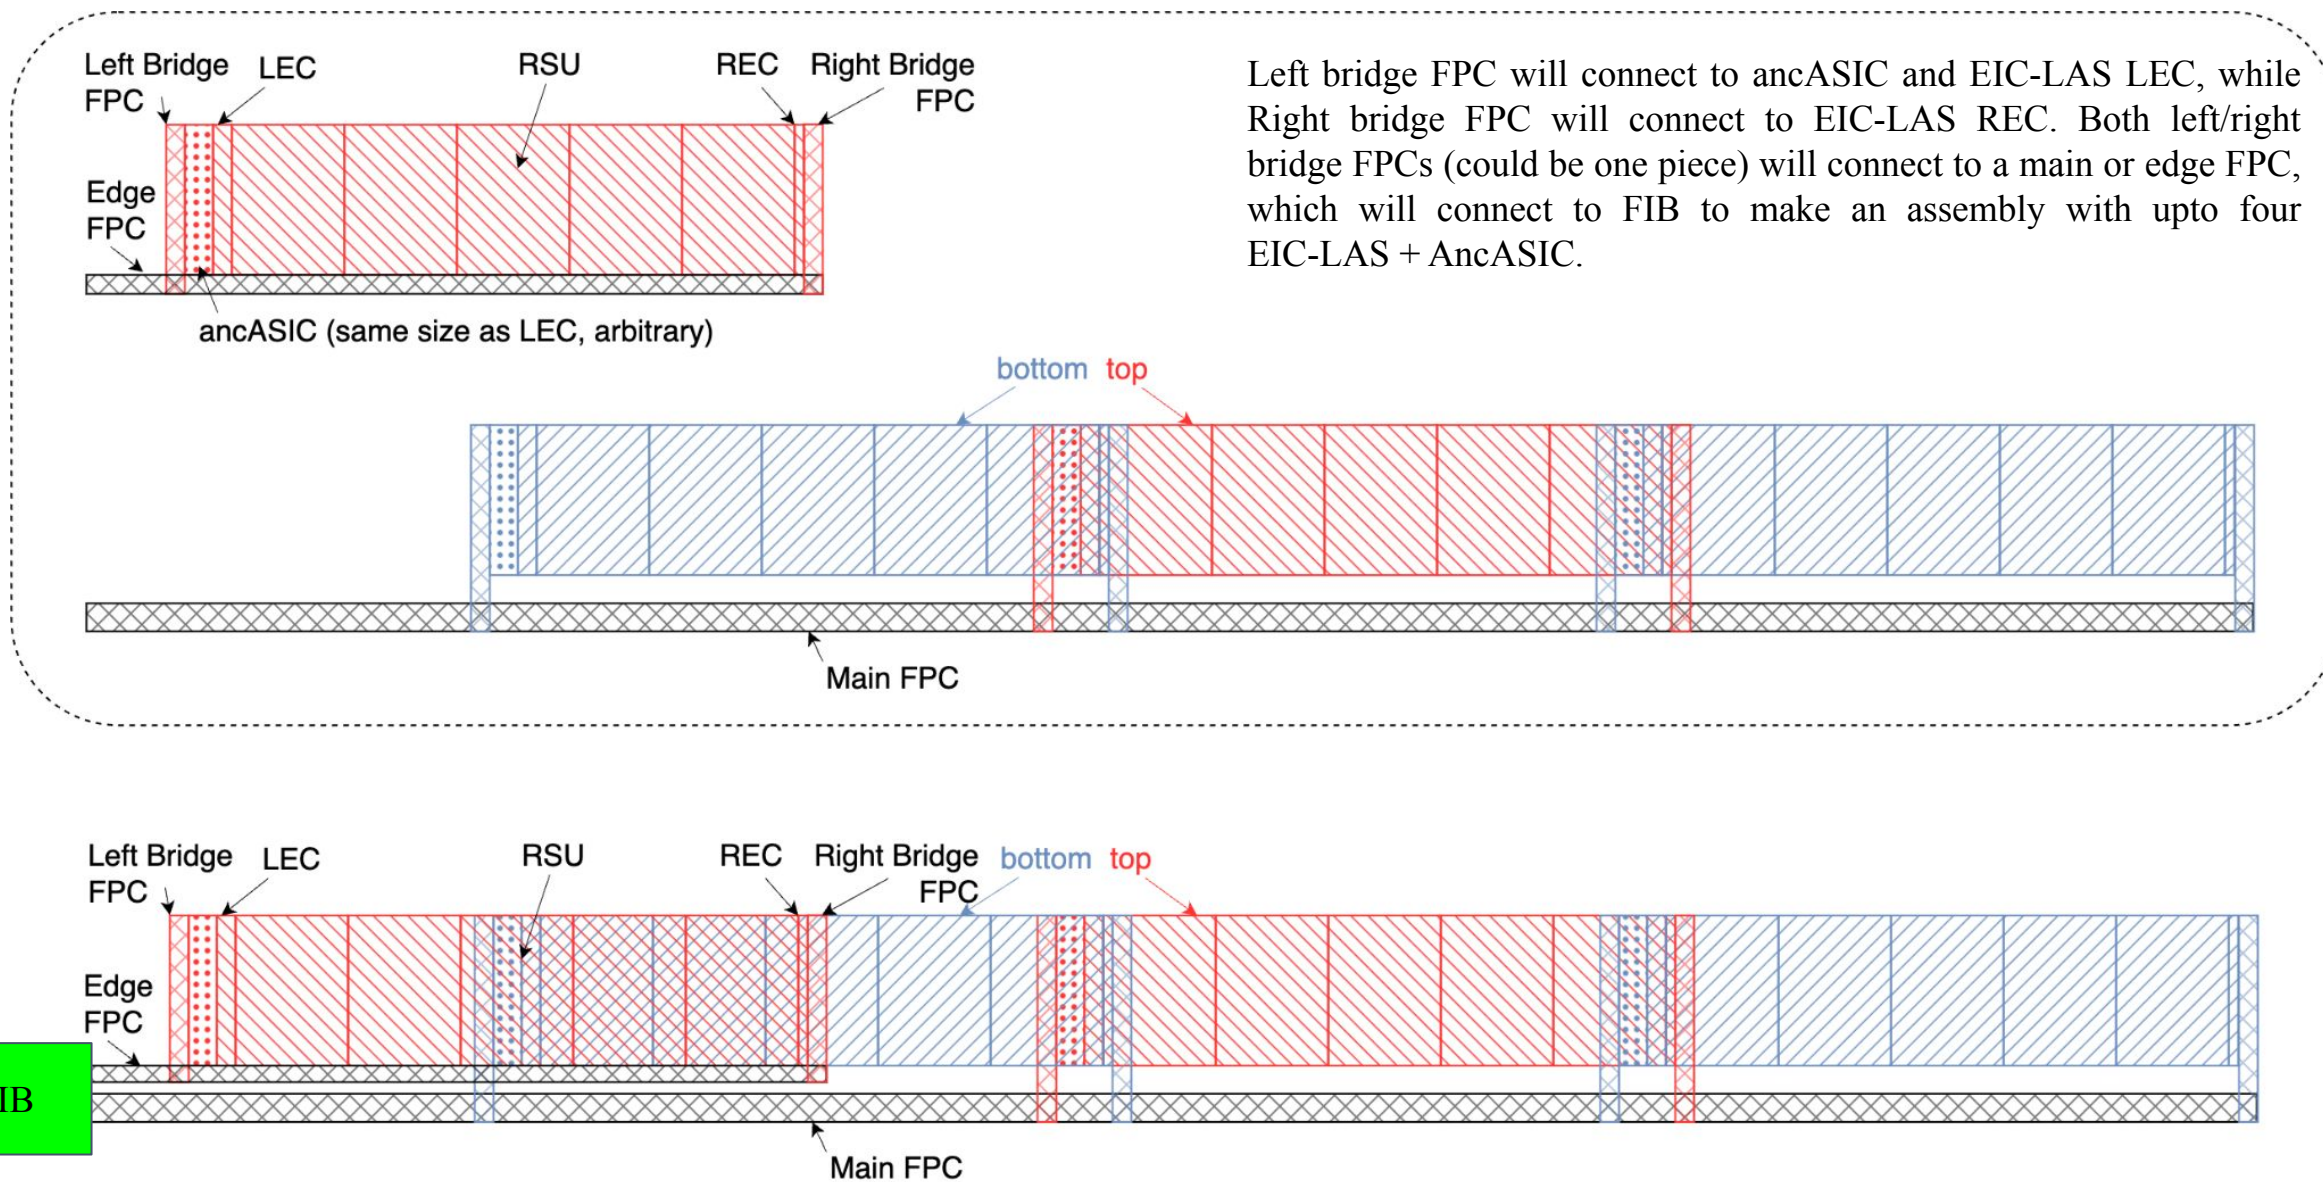 Left Bridge
FPC
LEC
RSU
REC
Right Bridge
FPC
Left bridge FPC will connect to ancASIC and EIC-LAS LEC, while
Right bridge FPC will connect to EIC-LAS REC. Both left/right
bridge FPCs (could be one piece) will connect to a main or edge FPC,
which will connect to FIB to make an assembly with upto four
EIC-LAS + AncASIC.
Edge
FPC
ancASIC (same size as LEC, arbitrary)
bottom top
Main FPC
Left Bridge
FPC
LEC
RSU
REC
Right Bridge
FPC
bottom top
Edge
FPC
IB
Main FPC